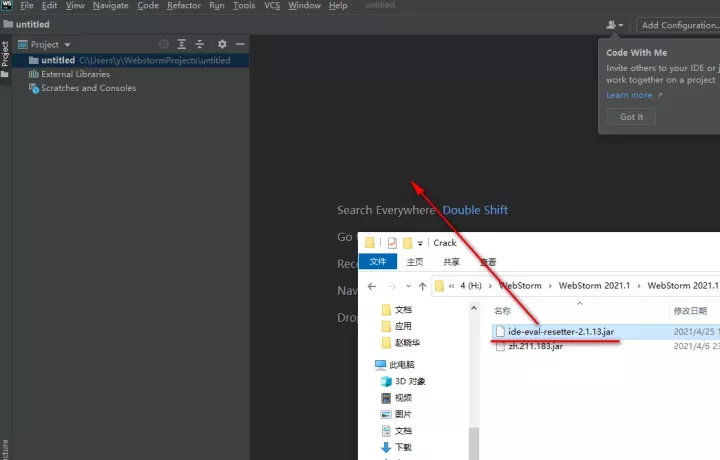 WS File Edit View Navigate Code Refactor Run Tools VCS Window Help untitled
untitled
Add Configuration...
Project
Project
untitled C:\Users\y\WebstormProjects\untitled
External Libraries
Scratches and Consoles
Code With Me
Invite others to your IDE or j
work together on a project
Learn more ↗
Got It
Search Everywhere Double Shift
Go
Rece
Nav
Drop
Crack
文件 主页 共享 查看
4 (H:) > WebStorm > WebStorm 2021.1 > WebStorm 2021.1
名称 修改日期
ide-eval-resetter-2.1.13.jar 2021/4/25 1
zh.211.183.jar 2021/4/6 23
文档
应用
赵晓华
此电脑
3D 对象
视频
图片
文档
下载
ucture